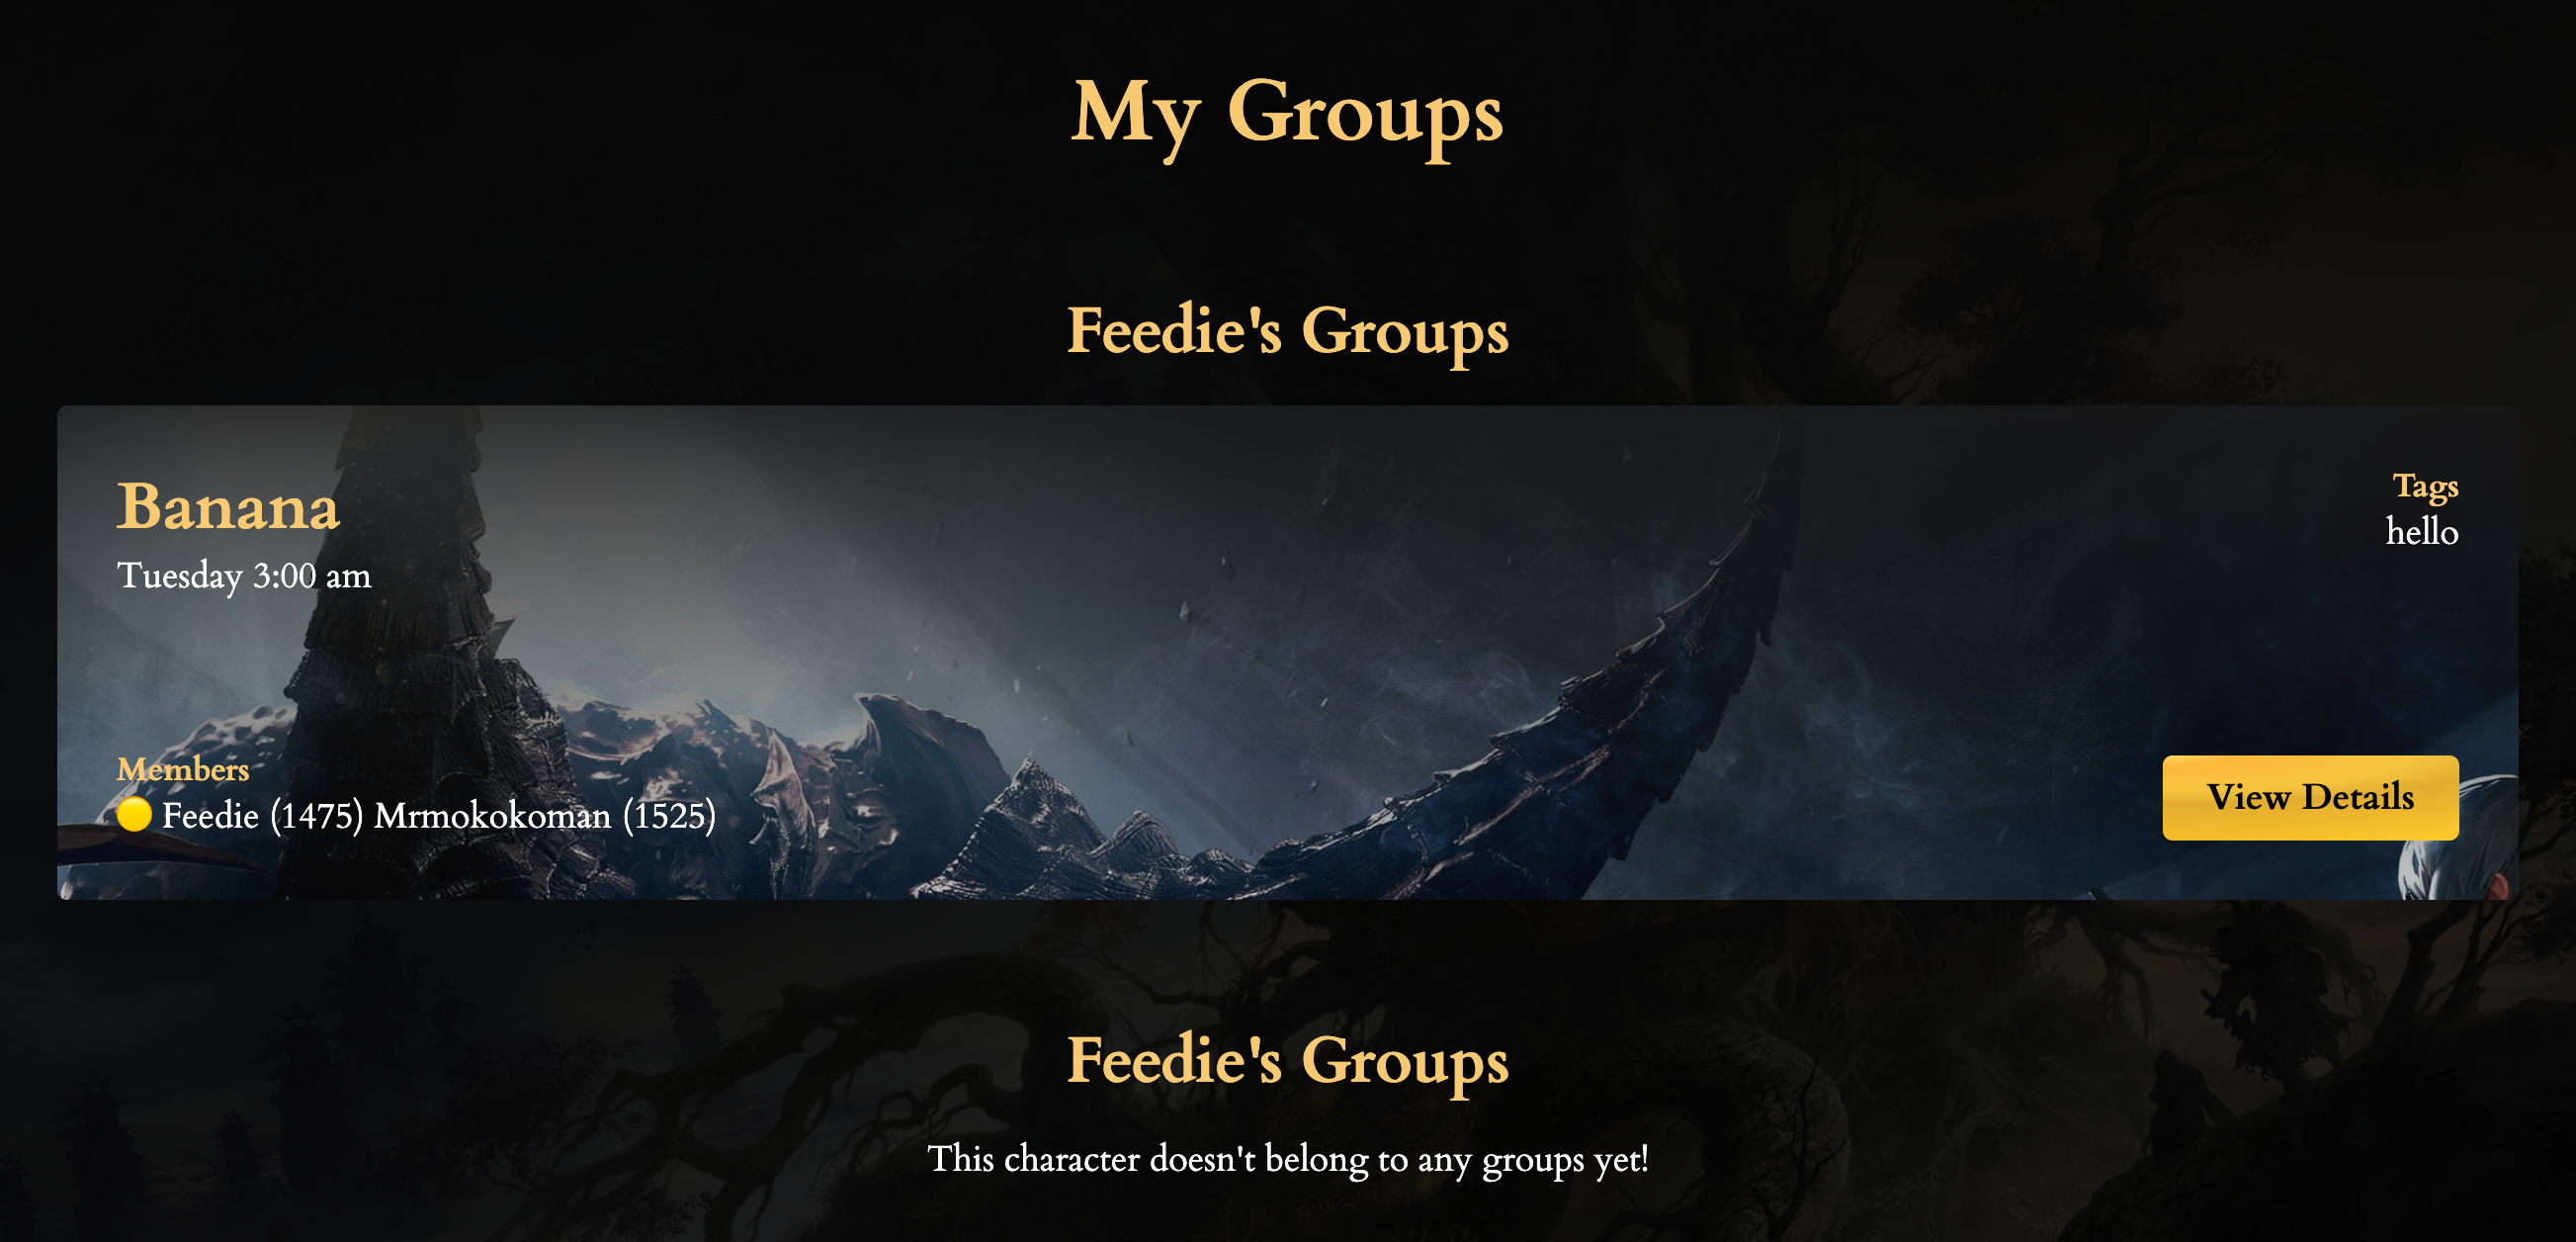 My Groups
Feedie's Groups
Banana
Tuesday 3:00 am
Tags
hello
Members
Feedie (1475) Mrmokokoman (1525)
View Details
Feedie's Groups
This character doesn't belong to any groups yet!